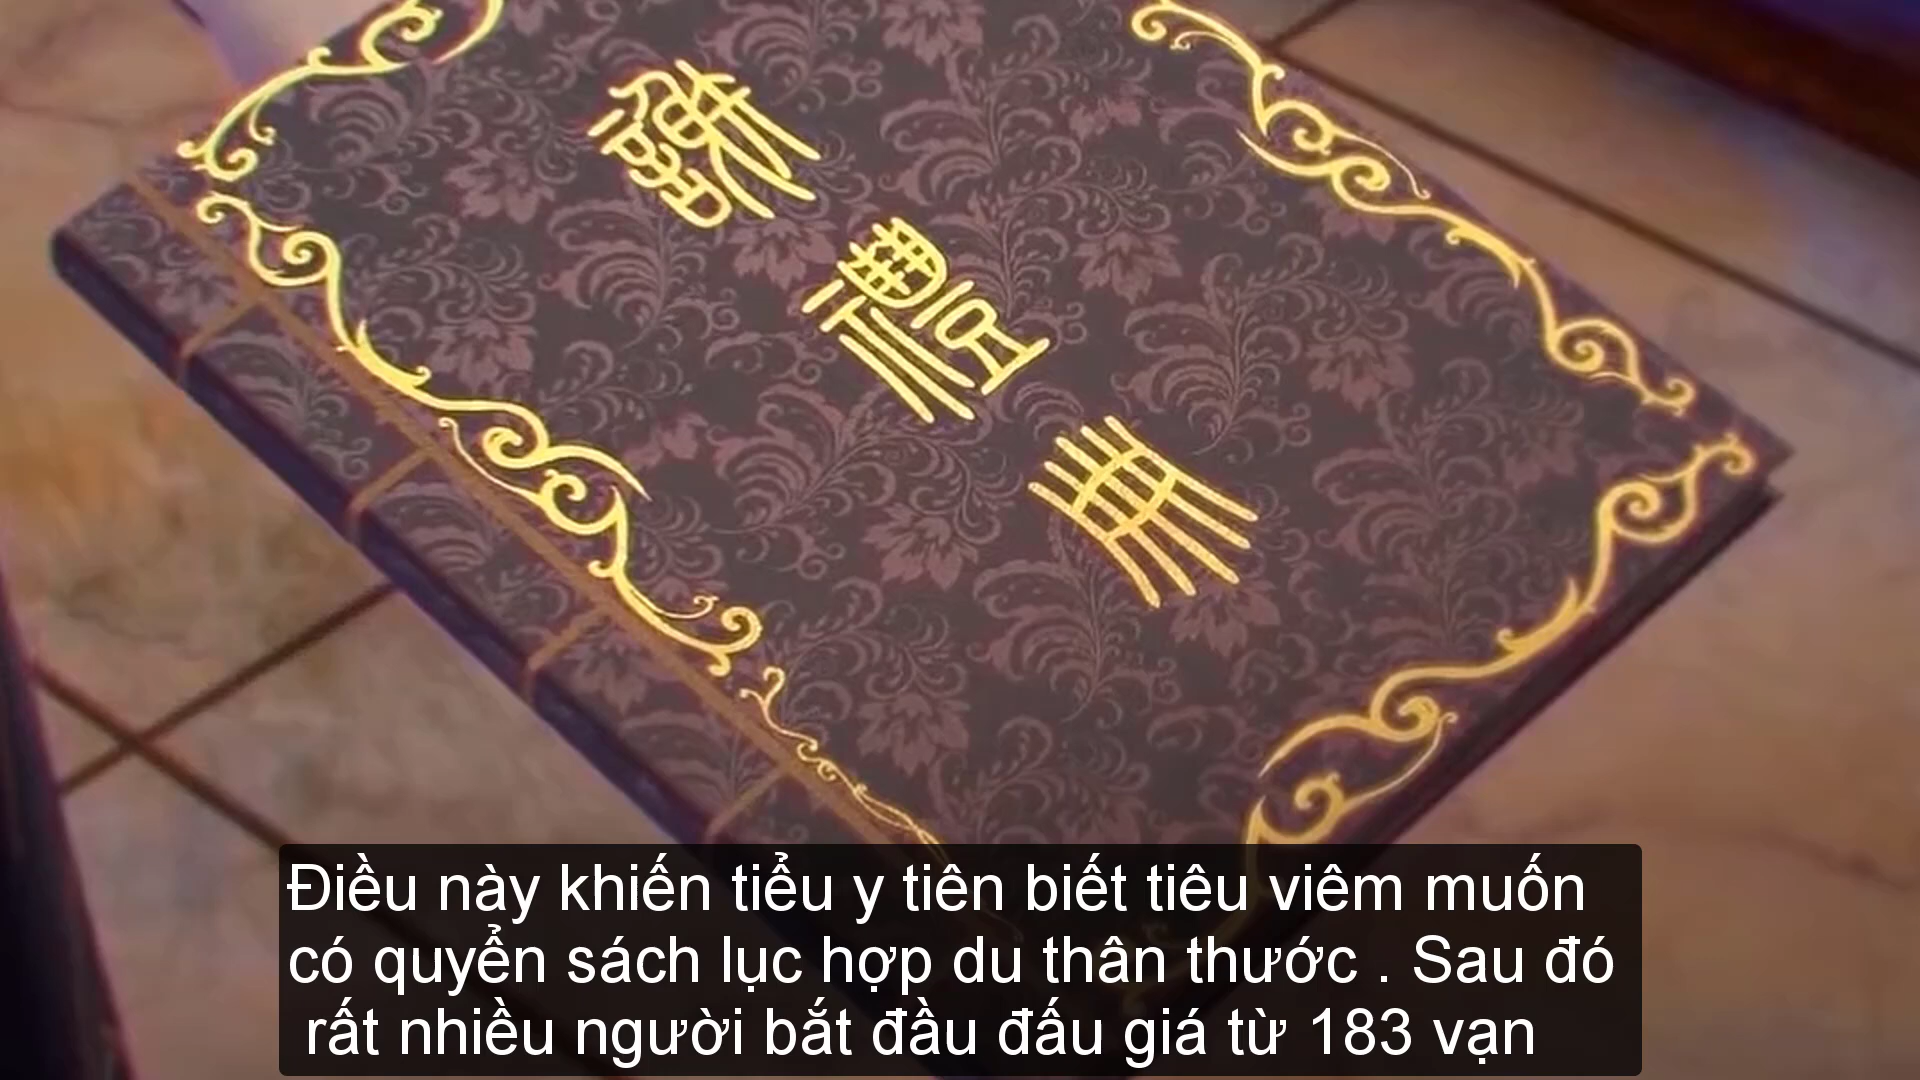 Điều này khiến tiểu y tiên biết tiêu viêm muốn
có quyển sách lục hợp du thân thước . Sau đó
rất nhiều người bắt đầu đấu giá từ 183 vạn